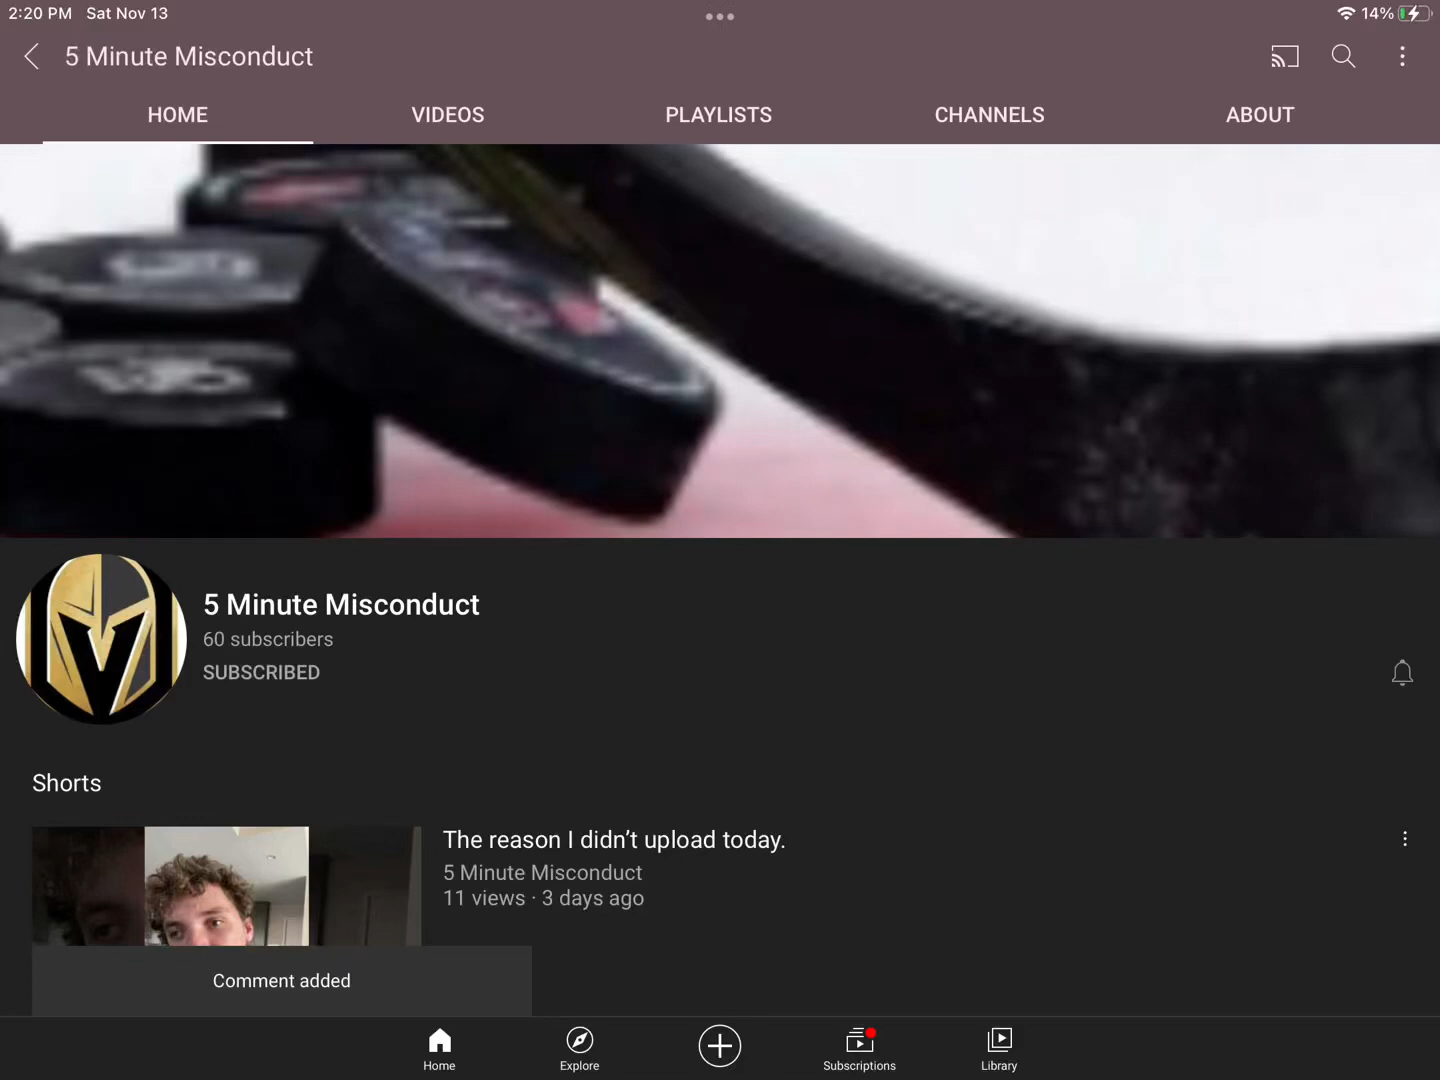 2:20 PM Sat Nov 13
14%
5 Minute Misconduct
HOME VIDEOS PLAYLISTS CHANNELS ABOUT
5 Minute Misconduct
60 subscribers
SUBSCRIBED
Shorts
The reason I didn’t upload today.
5 Minute Misconduct
11 views · 3 days ago
Comment added
Home Explore Subscriptions Library